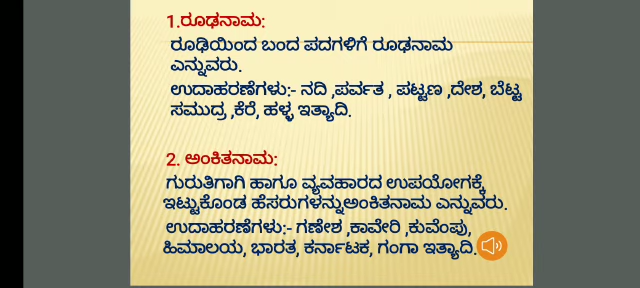 1.ರೂಢನಾಮ:
ರೂಢಿಯಿಂದ ಬಂದ ಪದಗಳಿಗೆ ರೂಢನಾಮ
ಎನ್ನುವರು.
ಉದಾಹರಣೆಗಳು:- ನದಿ ,ಪರ್ವತ , ಪಟ್ಟಣ ,ದೇಶ, ಬೆಟ್ಟ
ಸಮುದ್ರ ,ಕೆರೆ, ಹಳ್ಳ, ಇತ್ಯಾದಿ.
2. ಅಂಕಿತನಾಮ:
ಗುರುತಿಗಾಗಿ ಹಾಗೂ ವ್ಯವಹಾರದ ಉಪಯೋಗಕ್ಕೆ
ಇಟ್ಟುಕೊಂಡ ಹೆಸರುಗಳನ್ನುಅಂಕಿತನಾಮ ಎನ್ನುವರು.
ಉದಾಹರಣೆಗಳು:- ಗಣೇಶ ,ಕಾವೇರಿ ,ಕುವೆಂಪು,
ಹಿಮಾಲಯ, ಭಾರತ, ಕರ್ನಾಟಕ, ಗಂಗಾ ಇತ್ಯಾದಿ.